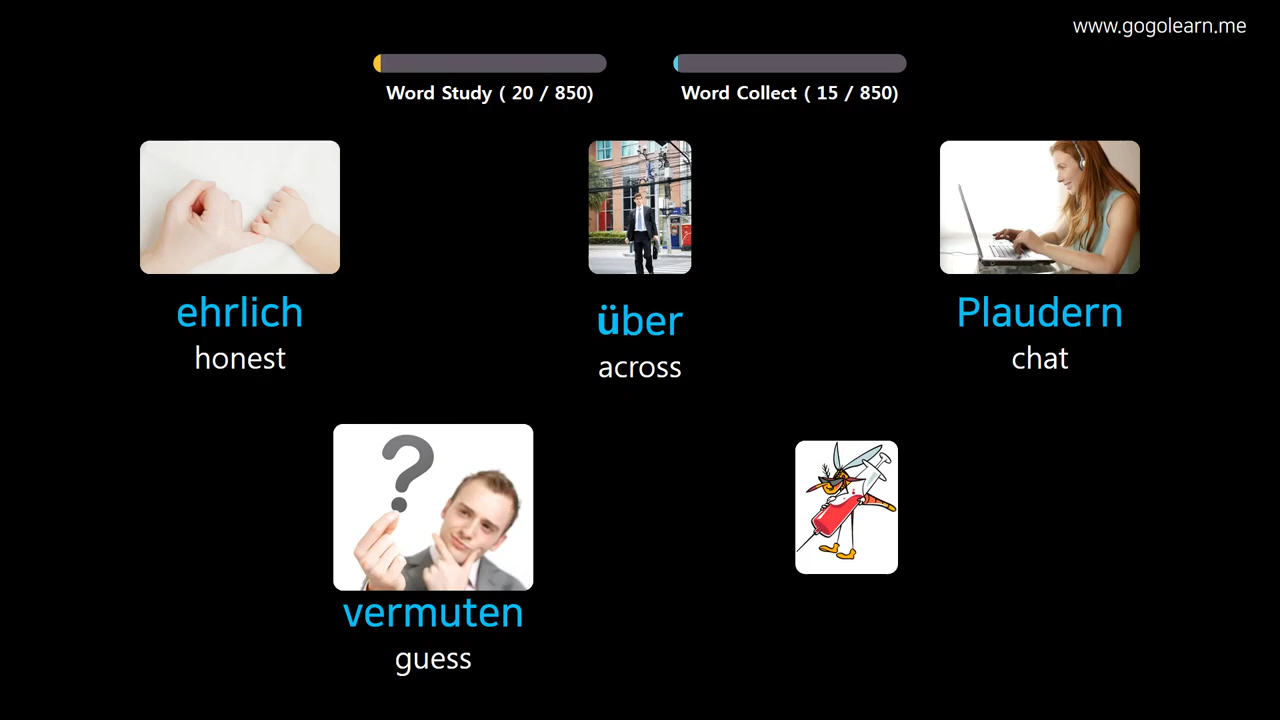 www.gogolearn.me
Word Study ( 20 / 850)
Word Collect ( 15 / 850)
ehrlich
honest
über
across
Plaudern
chat
vermuten
guess